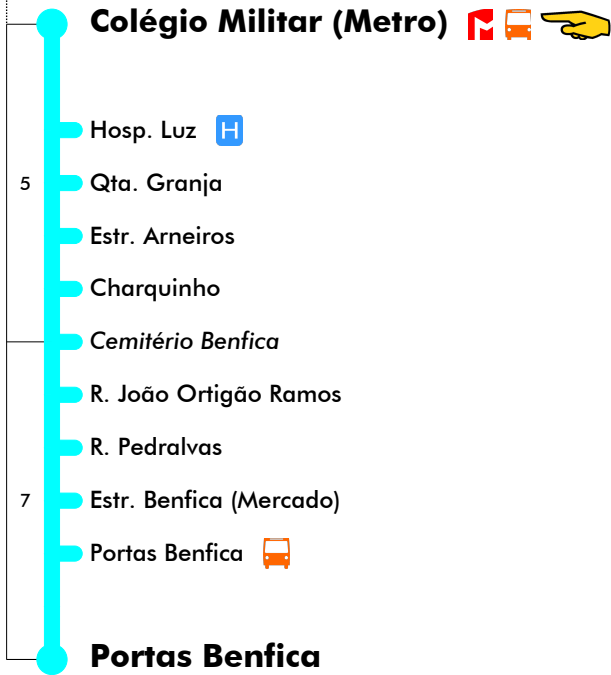 Colégio Militar (Metro)
Hosp. Luz H
5 Qta. Granja
Estr. Arneiros
Charquinho
Cemitério Benfica
R. João Ortigão Ramos
R. Pedralvas
7 Estr. Benfica (Mercado)
Portas Benfica
Portas Benfica